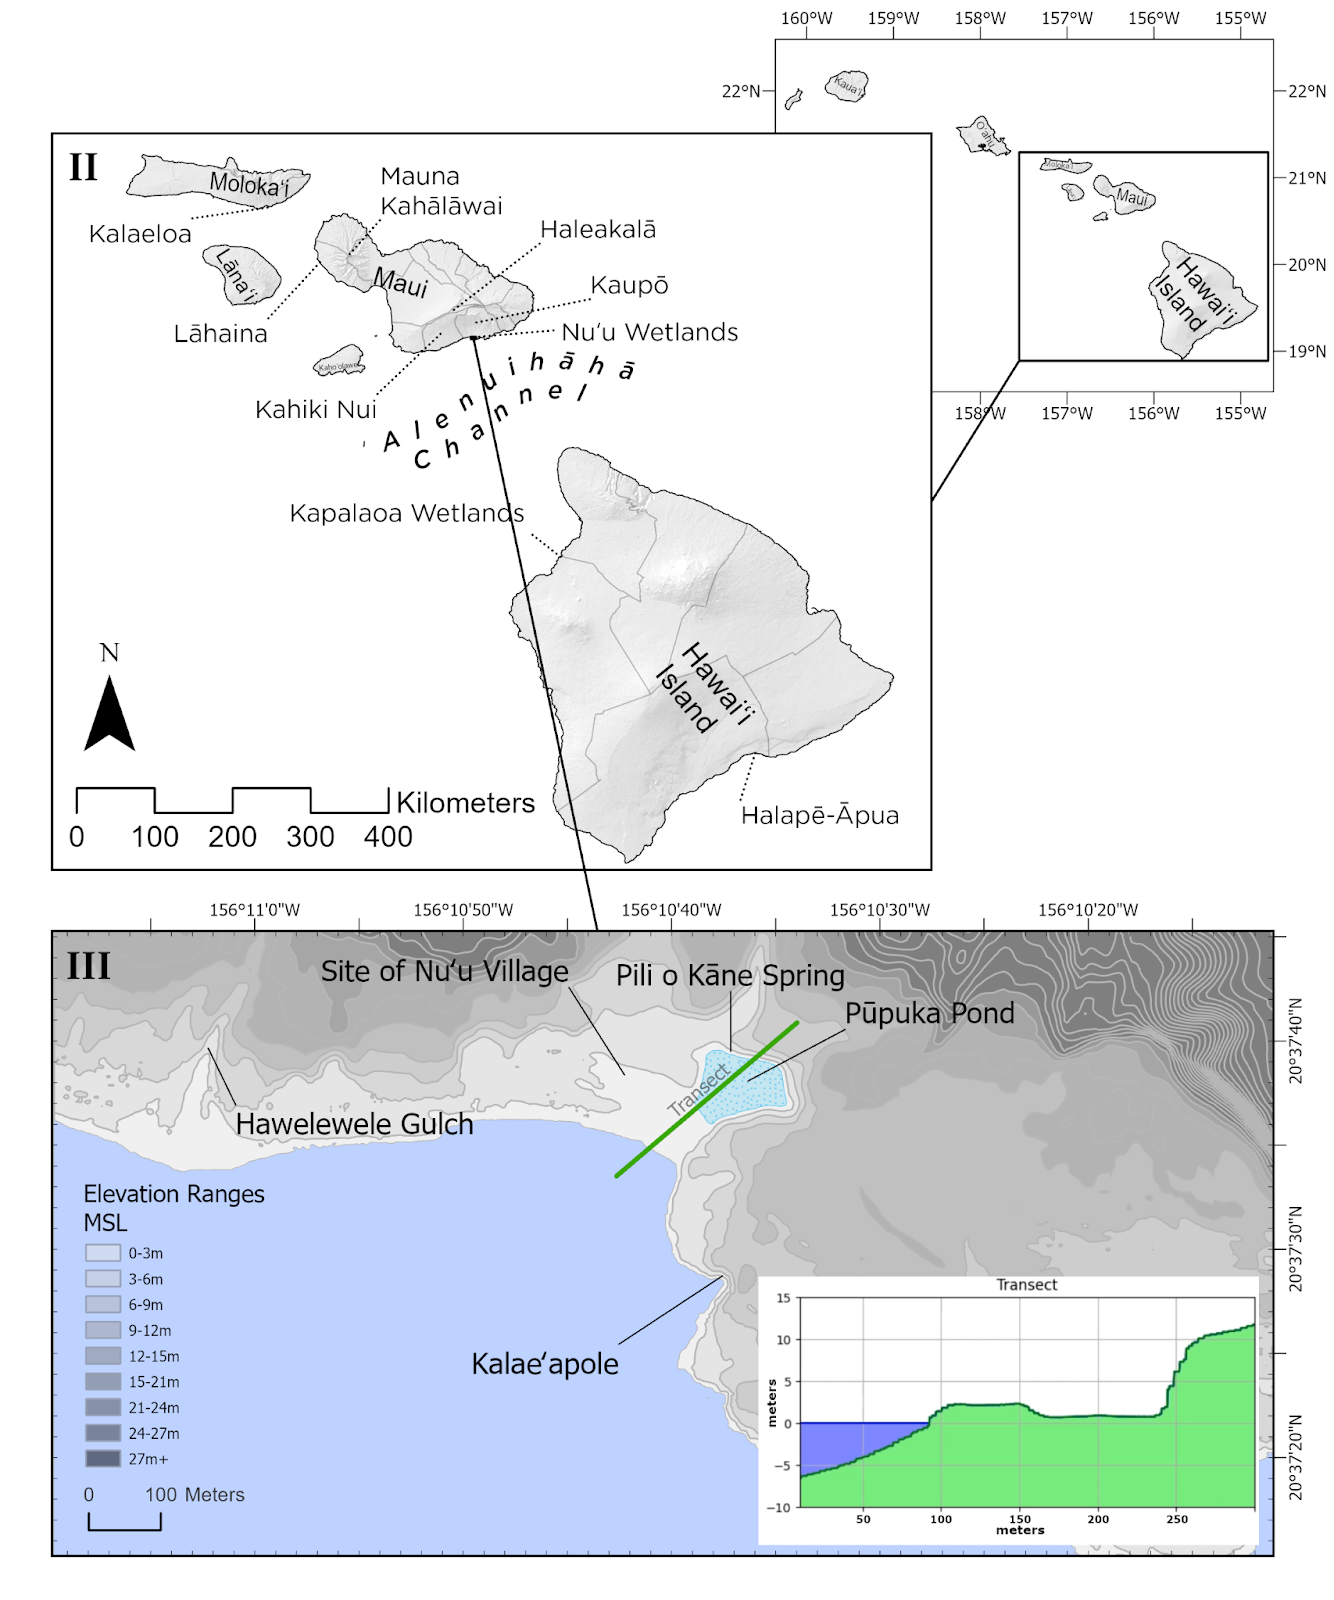 160°W 159°W 158°W 157°W 156°W 155°W
22°N 22°N
21°N
20°N
19°N
158°W 157°W 156°W 155°W
Kauaʻi
Oʻahu
Molokaʻi
Maui
Hawaiʻi
Island
II
Molokaʻi
Kalaeloa
Lānaʻi
Lāhaina
Mauna
Kahālāwai
Maui
Haleakalā
Kaupō
Nuʻu Wetlands
Kahoʻolawe
Kahiki Nui
ʻAlenuihāhā
Channel
Kapalaoa Wetlands
Hawaiʻi
Island
Halapē-Āpua
N
Kilometers
0 100 200 300 400
156°11'0"W 156°10'50"W 156°10'40"W 156°10'30"W 156°10'20"W
III
Site of Nuʻu Village
Pili o Kāne Spring
Pūpuka Pond
Transect
Hawelewele Gulch
Kalaeʻapole
20°37'40"N
20°37'30"N
20°37'20"N
Elevation Ranges
MSL
0-3m
3-6m
6-9m
9-12m
12-15m
15-21m
21-24m
24-27m
27m+
0 100 Meters
Transect
15
10
5
0
−5
−10
meters
50 100 150 200 250
meters